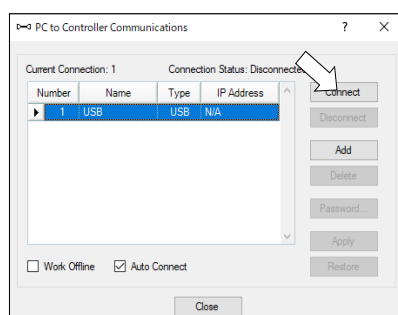 PC to Controller Communications ? ×
Current Connection: 1 Connection Status: Disconnected
Number Name Type IP Address
1 USB USB N/A
Connect
Disconnect
Add
Delete
Password...
Apply
Restore
Work Offline Auto Connect
Close